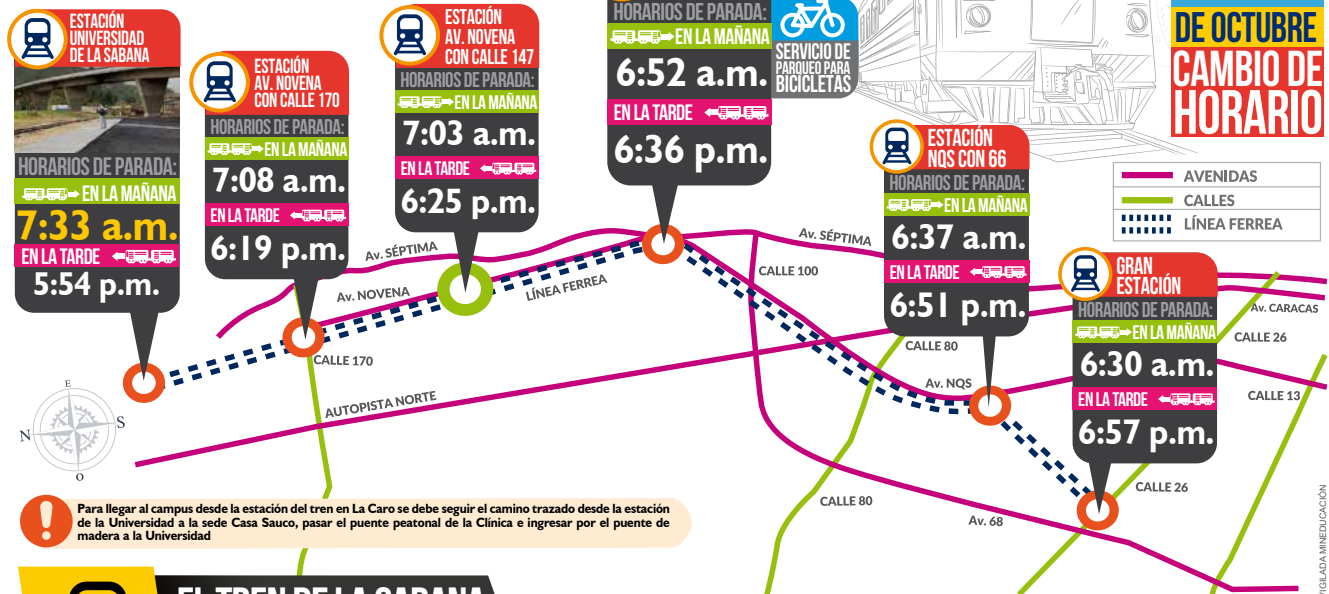 ESTACIÓN
UNIVERSIDAD
DE LA SABANA
HORARIOS DE PARADA:
EN LA MAÑANA
7:33 a.m.
EN LA TARDE
5:54 p.m.
ESTACIÓN
AV. NOVENA
CON CALLE 170
HORARIOS DE PARADA:
EN LA MAÑANA
7:08 a.m.
EN LA TARDE
6:19 p.m.
ESTACIÓN
AV. NOVENA
CON CALLE 147
HORARIOS DE PARADA:
EN LA MAÑANA
7:03 a.m.
EN LA TARDE
6:25 p.m.
HORARIOS DE PARADA:
EN LA MAÑANA
6:52 a.m.
EN LA TARDE
6:36 p.m.
SERVICIO DE
PARQUEO PARA
BICICLETAS
DE OCTUBRE
CAMBIO DE
HORARIO
ESTACIÓN
NQS CON 66
HORARIOS DE PARADA:
EN LA MAÑANA
6:37 a.m.
EN LA TARDE
6:51 p.m.
AVENIDAS
CALLES
LÍNEA FERREA
GRAN
ESTACIÓN
HORARIOS DE PARADA:
EN LA MAÑANA
6:30 a.m.
EN LA TARDE
6:57 p.m.
Av. SÉPTIMA
Av. NOVENA
LÍNEA FERREA
Av. SÉPTIMA
CALLE 100
CALLE 170
AUTOPISTA NORTE
CALLE 80
Av. NQS
Av. CARACAS
CALLE 26
CALLE 13
CALLE 26
CALLE 80
Av. 68
E
N
S
O
Para llegar al campus desde la estación del tren en La Caro se debe seguir el camino trazado desde la estación
de la Universidad a la sede Casa Sauco, pasar el puente peatonal de la Clínica e ingresar por el puente de
madera a la Universidad
EL TREN DE LA SABANA
VIGILADA MINEDUCACIÓN